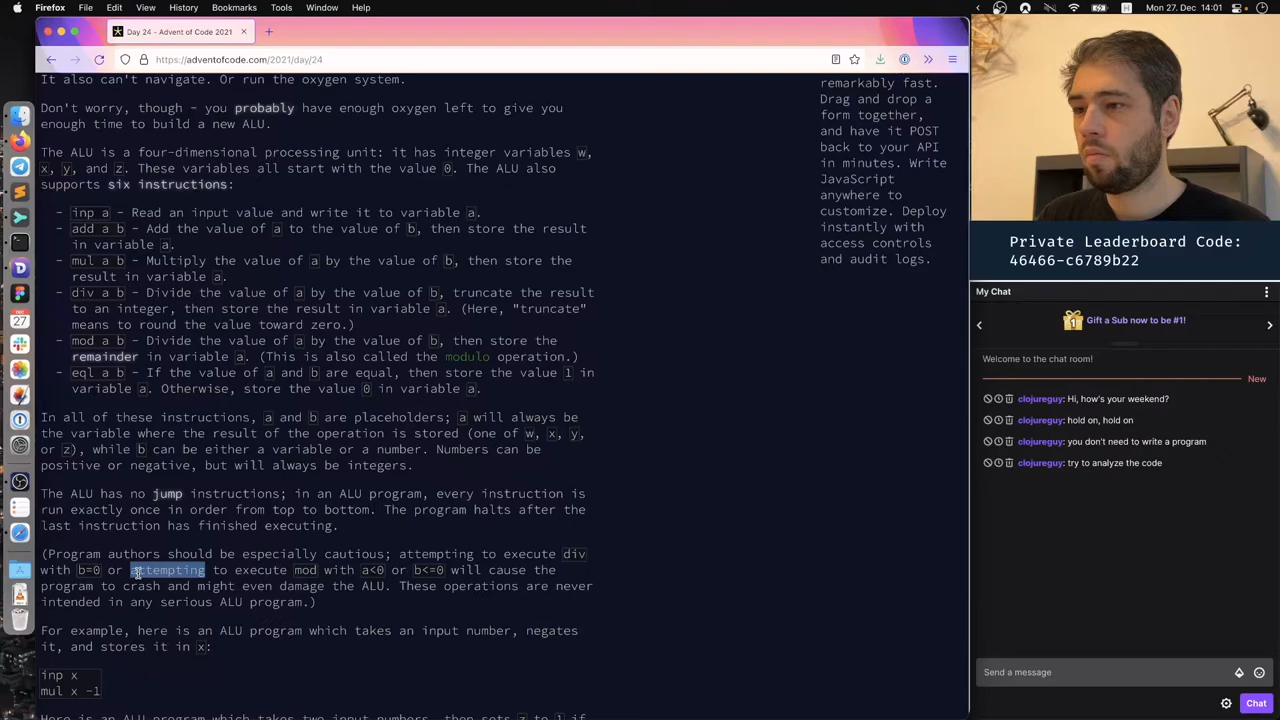 Firefox File Edit View History Bookmarks Tools Window Help
Mon 27. Dec 14:01
Day 24 - Advent of Code 2021
https://adventofcode.com/2021/day/24
It also can't navigate. Or run the oxygen system.
Don't worry, though - you probably have enough oxygen left to give you
enough time to build a new ALU.
The ALU is a four-dimensional processing unit: it has integer variables w,
x, y, and z. These variables all start with the value 0. The ALU also
supports six instructions:
- inp a - Read an input value and write it to variable a.
- add a b - Add the value of a to the value of b, then store the result
in variable a.
- mul a b - Multiply the value of a by the value of b, then store the
result in variable a.
- div a b - Divide the value of a by the value of b, truncate the result
to an integer, then store the result in variable a. (Here, "truncate"
means to round the value toward zero.)
- mod a b - Divide the value of a by the value of b, then store the
remainder in variable a. (This is also called the modulo operation.)
- eql a b - If the value of a and b are equal, then store the value 1 in
variable a. Otherwise, store the value 0 in variable a.
In all of these instructions, a and b are placeholders; a will always be
the variable where the result of the operation is stored (one of w, x, y,
or z), while b can be either a variable or a number. Numbers can be
positive or negative, but will always be integers.
The ALU has no jump instructions; in an ALU program, every instruction is
run exactly once in order from top to bottom. The program halts after the
last instruction has finished executing.
(Program authors should be especially cautious; attempting to execute div
with b=0 or attempting to execute mod with a<0 or b<=0 will cause the
program to crash and might even damage the ALU. These operations are never
intended in any serious ALU program.)
For example, here is an ALU program which takes an input number, negates
it, and stores it in x:
inp x
mul x -1
Here is an ALU program which takes two input numbers, then sets z to 1 if
remarkably fast.
Drag and drop a
form together,
and have it POST
back to your API
in minutes. Write
JavaScript
anywhere to
customize. Deploy
instantly with
access controls
and audit logs.
Private Leaderboard Code:
46466-c6789b22
My Chat
1 Gift a Sub now to be #1!
Welcome to the chat room!
New
clojureguy: Hi, how's your weekend?
clojureguy: hold on, hold on
clojureguy: you don't need to write a program
clojureguy: try to analyze the code
Send a message
Chat